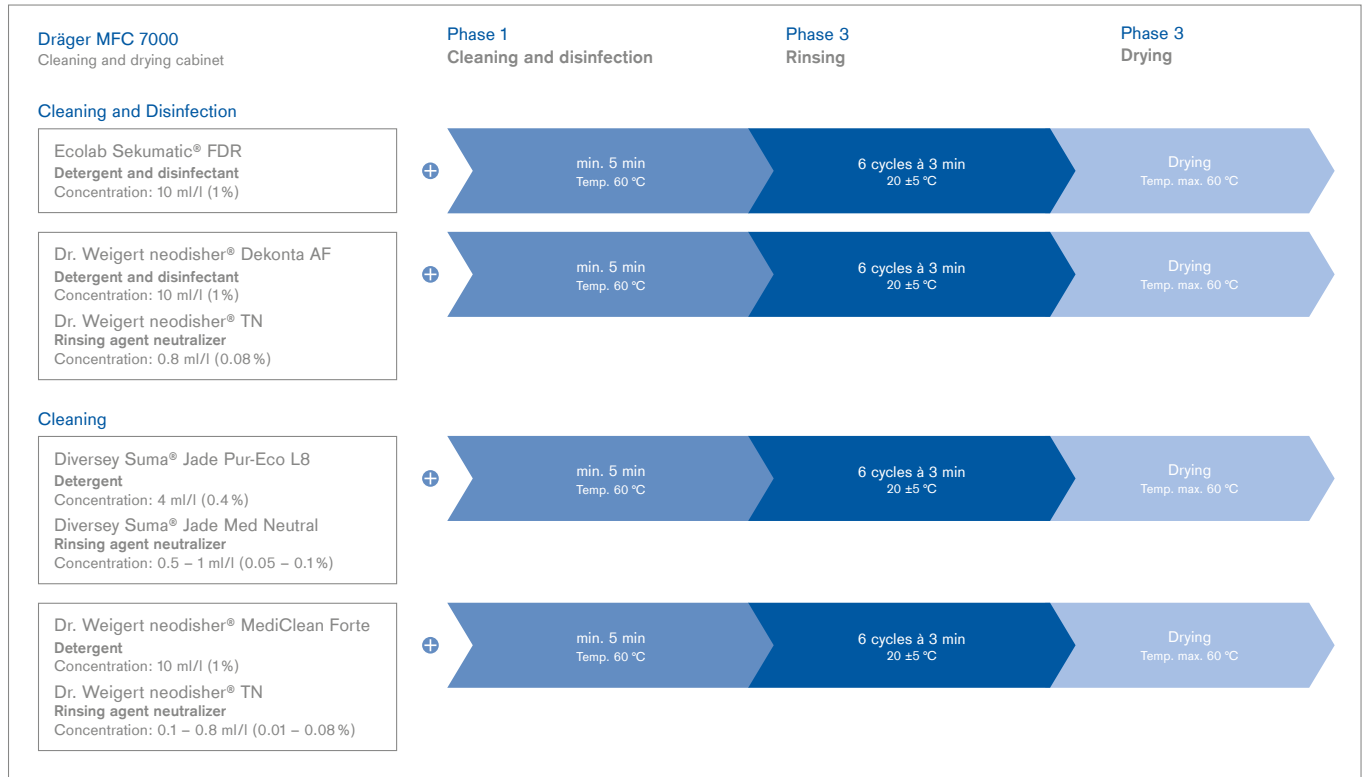 Dräger MFC 7000
Cleaning and drying cabinet
Phase 1
Cleaning and disinfection
Phase 3
Rinsing
Phase 3
Drying
Cleaning and Disinfection
Ecolab Sekumatic® FDR
Detergent and disinfectant
Concentration: 10 ml/l (1%)
min. 5 min
Temp. 60 °C
6 cycles à 3 min
20 ±5 °C
Drying
Temp. max. 60 °C
Dr. Weigert neodisher® Dekonta AF
Detergent and disinfectant
Concentration: 10 ml/l (1%)
Dr. Weigert neodisher® TN
Rinsing agent neutralizer
Concentration: 0.8 ml/l (0.08%)
min. 5 min
Temp. 60 °C
6 cycles à 3 min
20 ±5 °C
Drying
Temp. max. 60 °C
Cleaning
Diversey Suma® Jade Pur-Eco L8
Detergent
Concentration: 4 ml/l (0.4%)
Diversey Suma® Jade Med Neutral
Rinsing agent neutralizer
Concentration: 0.5 – 1 ml/l (0.05 – 0.1%)
min. 5 min
Temp. 60 °C
6 cycles à 3 min
20 ±5 °C
Drying
Temp. max. 60 °C
Dr. Weigert neodisher® MediClean Forte
Detergent
Concentration: 10 ml/l (1%)
Dr. Weigert neodisher® TN
Rinsing agent neutralizer
Concentration: 0.1 – 0.8 ml/l (0.01 – 0.08%)
min. 5 min
Temp. 60 °C
6 cycles à 3 min
20 ±5 °C
Drying
Temp. max. 60 °C